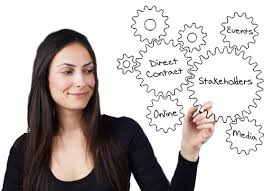 Events
Direct
Contact
Stakeholders
Online
Media